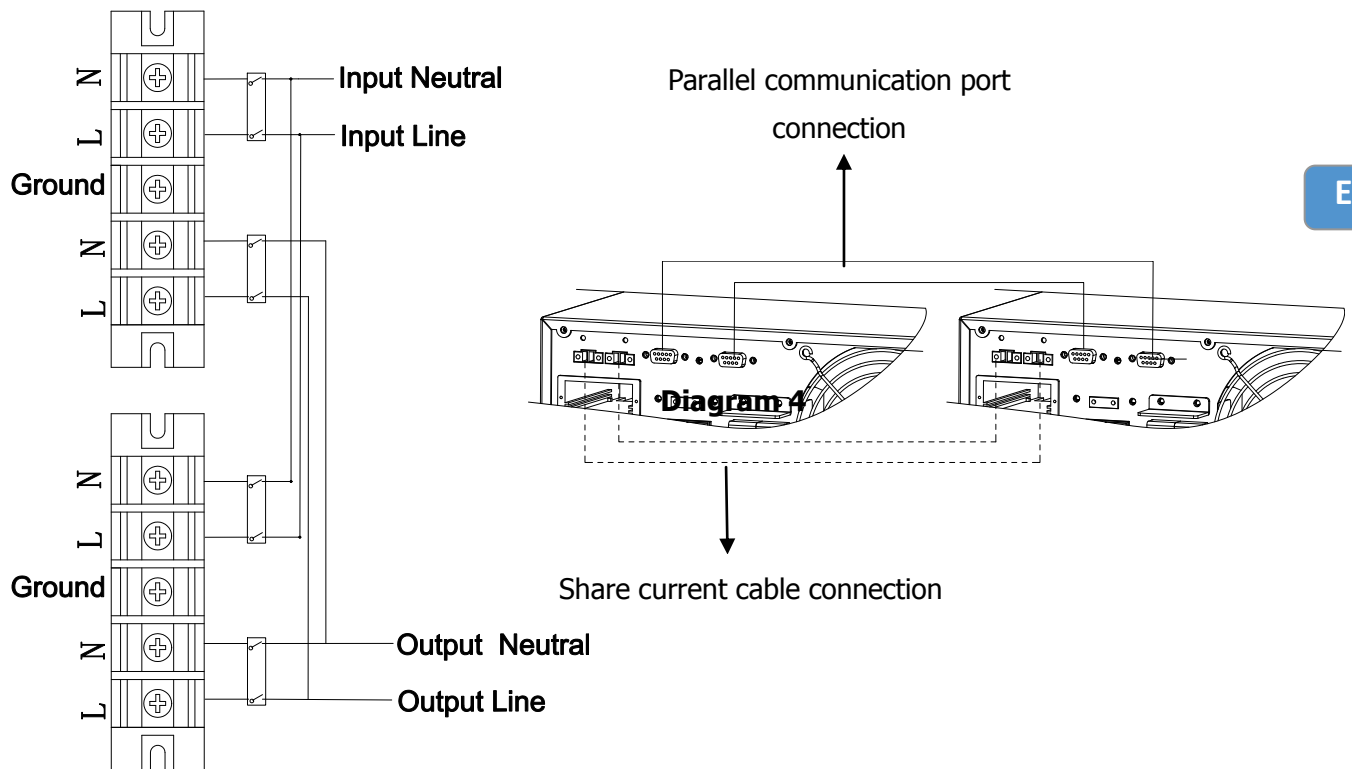 N
Input Neutral
L
Input Line
Ground
N
L
Parallel communication port
connection
E
Diagram 4
Share current cable connection
N
L
Ground
N
Output Neutral
L
Output Line